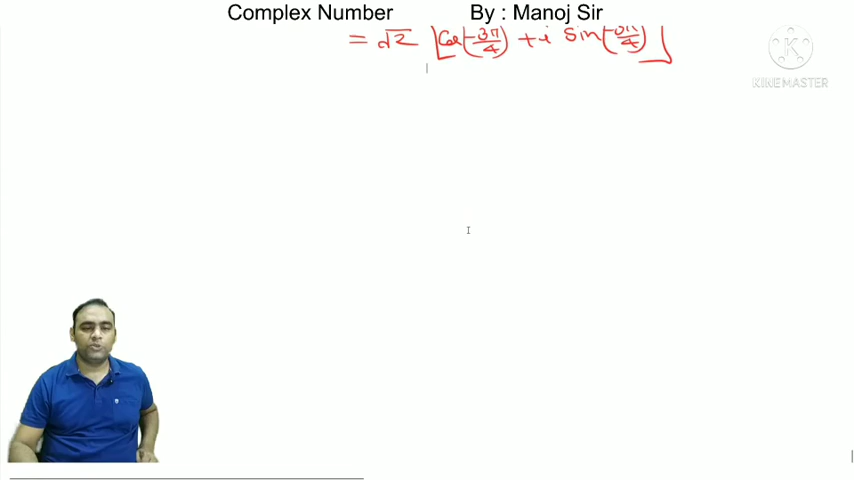 Complex Number By : Manoj Sir
= √2 [Cos(-3π/4) + i Sin(-3π/4)]
KINEMASTER